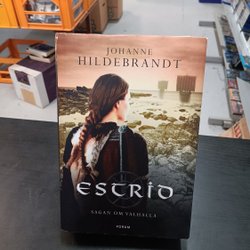 JOHANNE
HILDEBRANDT
ESTRID
SAGAN OM VALHALLA
FORUM